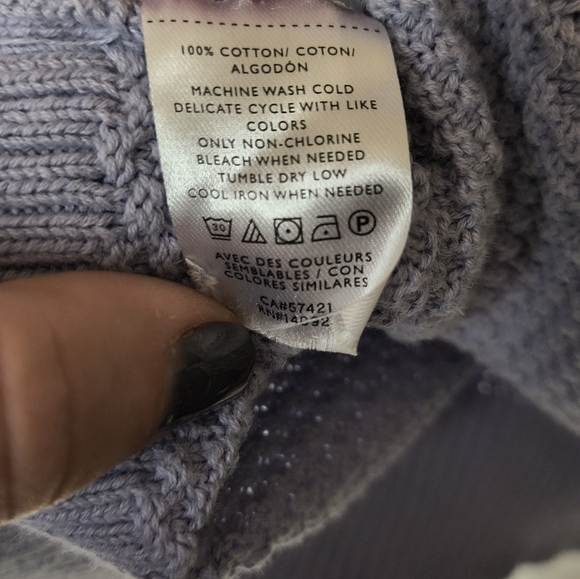 100% COTTON/ COTON/
ALGODÓN
MACHINE WASH COLD
DELICATE CYCLE WITH LIKE
COLORS
ONLY NON-CHLORINE
BLEACH WHEN NEEDED
TUMBLE DRY LOW
COOL IRON WHEN NEEDED
30 P
AVEC DES COULEURS
SEMBLABLES / CON
COLORES SIMILARES
CA#57421